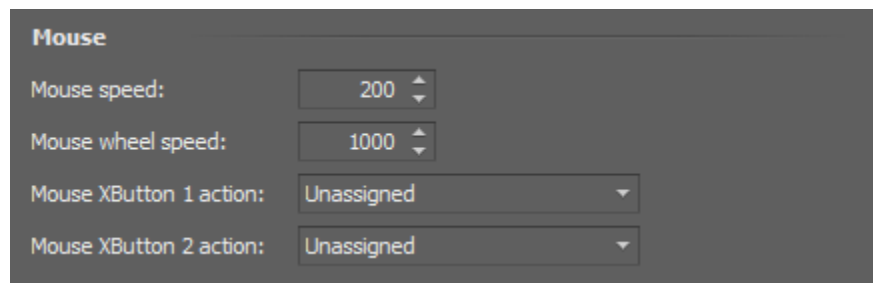 Mouse
Mouse speed: 200
Mouse wheel speed: 1000
Mouse XButton 1 action: Unassigned
Mouse XButton 2 action: Unassigned